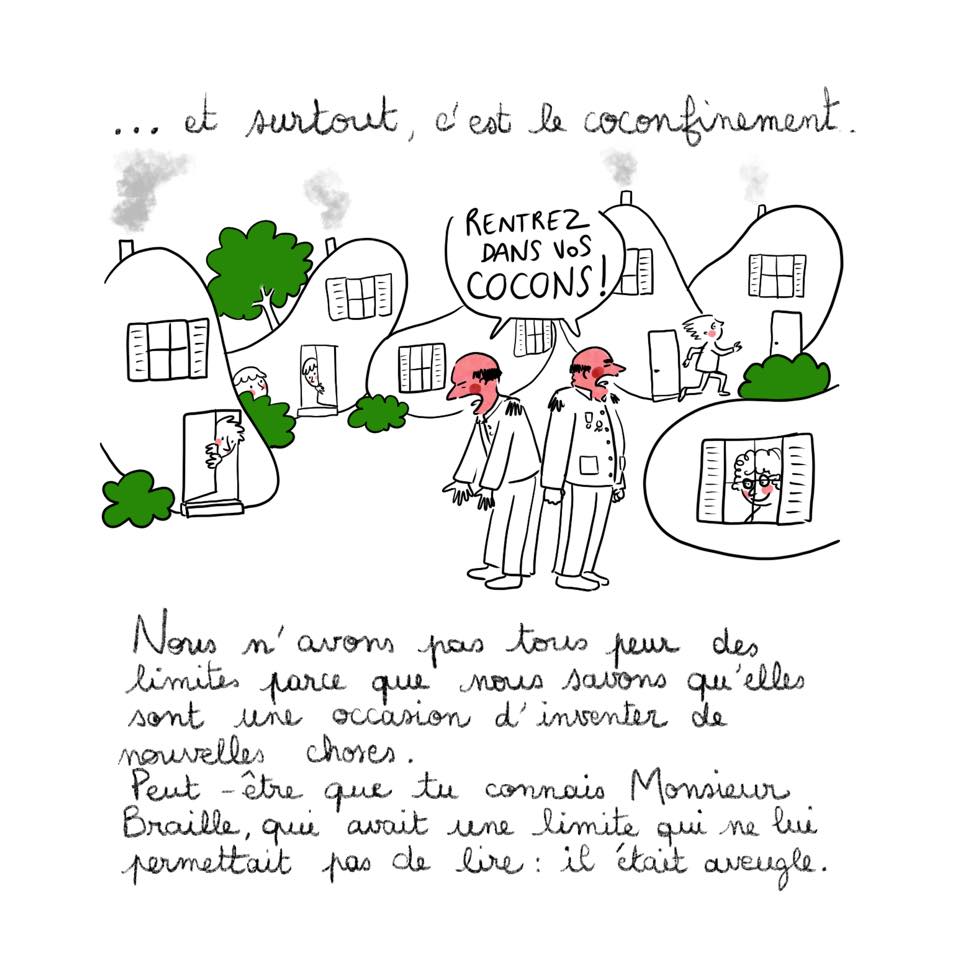 ... et surtout, c'est le coconfinement.
RENTREZ
DANS VOS
COCONS!
Nous n'avons pas tous peur des
limites parce que nous savons qu'elles
sont une occasion d'inventer de
nouvelles choses.
Peut-être que tu connais Monsieur
Braille, qui avait une limite qui ne lui
permettait pas de lire : il était aveugle.